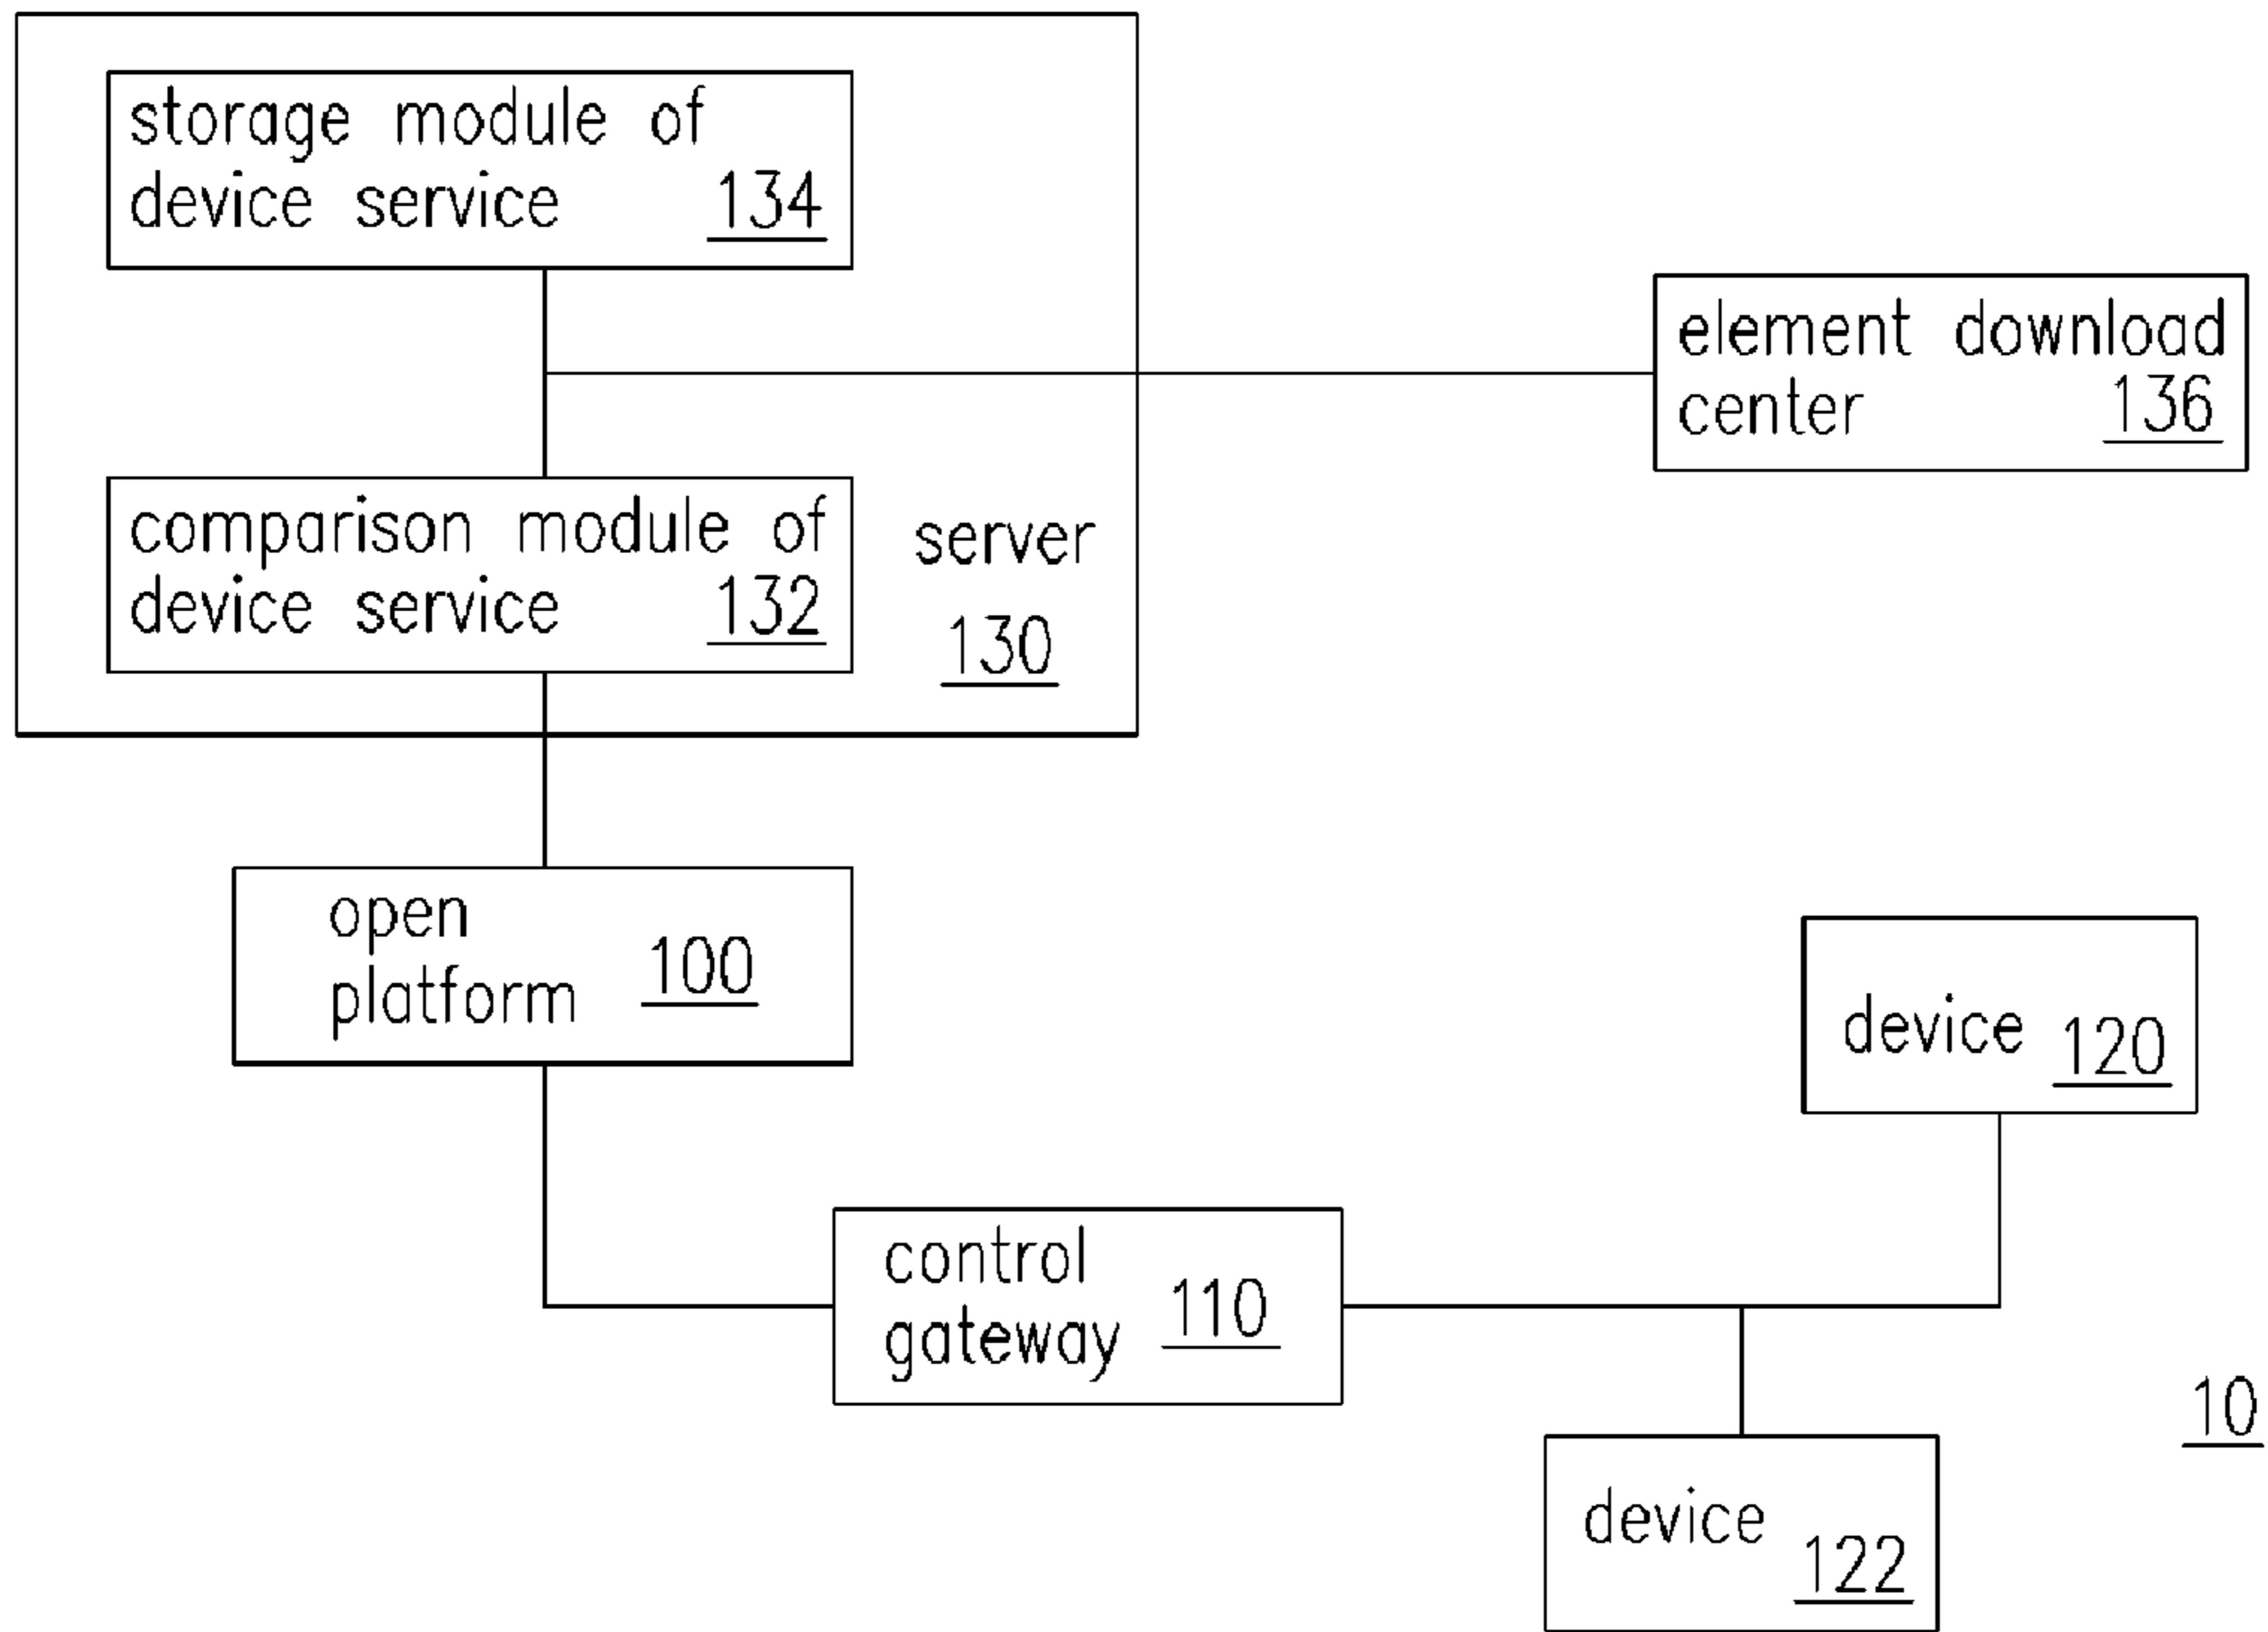 storage module of
device service 134
element download
center 136
comparison module of
device service 132
server
130
open
platform 100
device 120
control
gateway 110
10
device 122